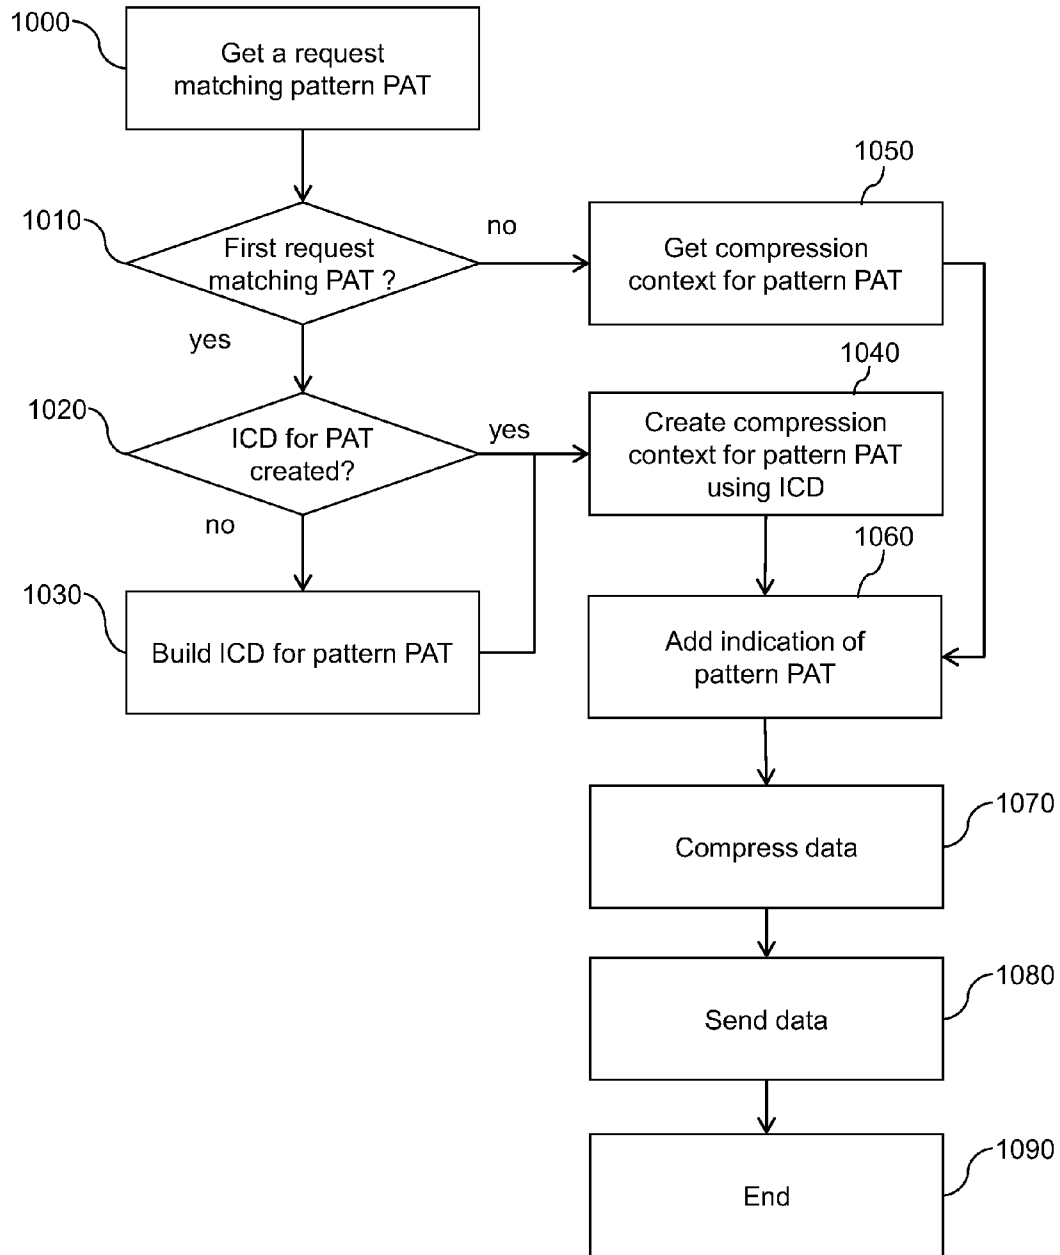 1000
Get a request
matching pattern PAT
1050
1010
First request
matching PAT ?
no
Get compression
context for pattern PAT
yes
1040
1020
ICD for PAT
created?
yes
Create compression
context for pattern PAT
using ICD
no
1060
1030
Build ICD for pattern PAT
Add indication of
pattern PAT
1070
Compress data
1080
Send data
1090
End